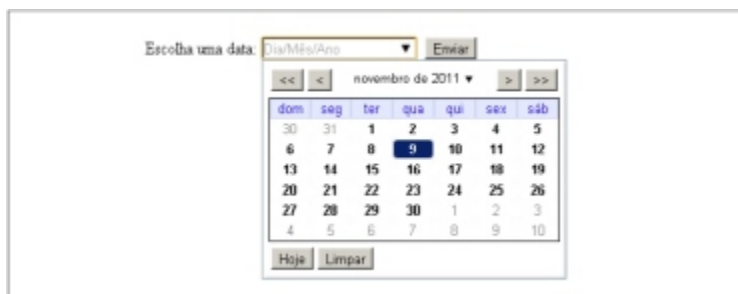 Escolha uma data: Dia/Mês/Ano ▼ Enviar
<< < novembro de 2011 ▼ > >>
dom seg ter qua qui sex sáb
30 31 1 2 3 4 5
6 7 8 9 10 11 12
13 14 15 16 17 18 19
20 21 22 23 24 25 26
27 28 29 30 1 2 3
4 5 6 7 8 9 10
Hoje Limpar